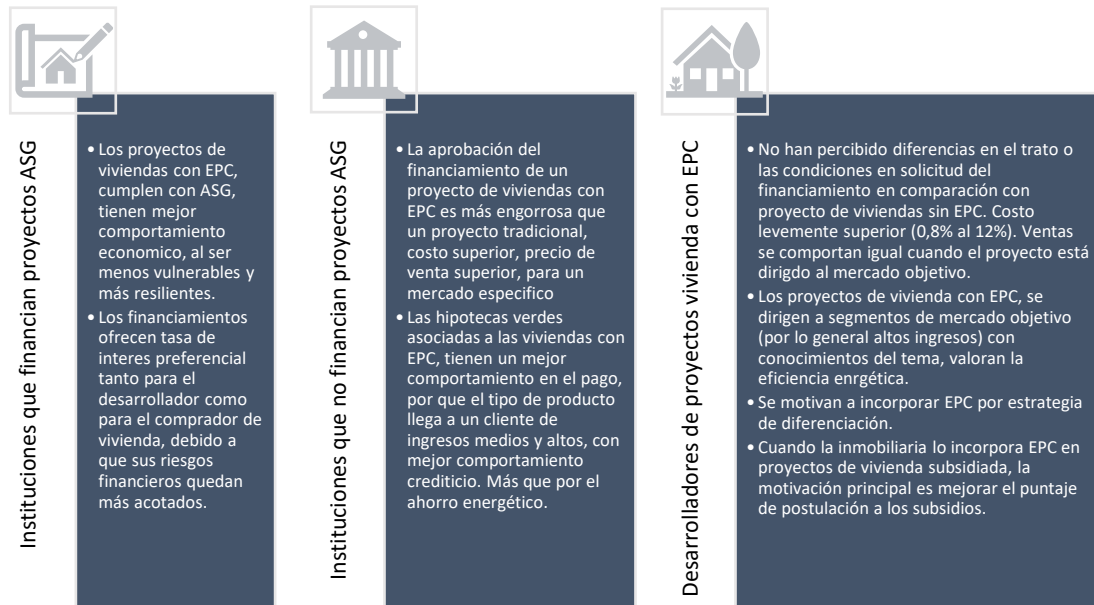 Instituciones que financian proyectos ASG
• Los proyectos de
viviendas con EPC,
cumplen con ASG,
tienen mejor
comportamiento
economico, al ser
menos vulnerables y
más resilientes.
• Los financiamientos
ofrecen tasa de
interes preferencial
tanto para el
desarrollador como
para el comprador de
vivienda, debido a
que sus riesgos
financieros quedan
más acotados.
Instituciones que no financian proyectos ASG
• La aprobación del
financiamiento de un
proyecto de viviendas con
EPC es más engorrosa que
un proyecto tradicional,
costo superior, precio de
venta superior, para un
mercado especifico
• Las hipotecas verdes
asociadas a las viviendas con
EPC, tienen un mejor
comportamiento en el pago,
por que el tipo de producto
llega a un cliente de
ingresos medios y altos, con
mejor comportamiento
crediticio. Más que por el
ahorro energético.
Desarrolladores de proyectos vivienda con EPC
• No han percibido diferencias en el trato o
las condiciones en solicitud del
financiamiento en comparación con
proyecto de viviendas sin EPC. Costo
levemente superior (0,8% al 12%). Ventas
se comportan igual cuando el proyecto está
dirigdo al mercado objetivo.
• Los proyectos de vivienda con EPC, se
dirigen a segmentos de mercado objetivo
(por lo general altos ingresos) con
conocimientos del tema, valoran la
eficiencia enrgética.
• Se motivan a incorporar EPC por estrategia
de diferenciación.
• Cuando la inmobiliaria lo incorpora EPC en
proyectos de vivienda subsidiada, la
motivación principal es mejorar el puntaje
de postulación a los subsidios.